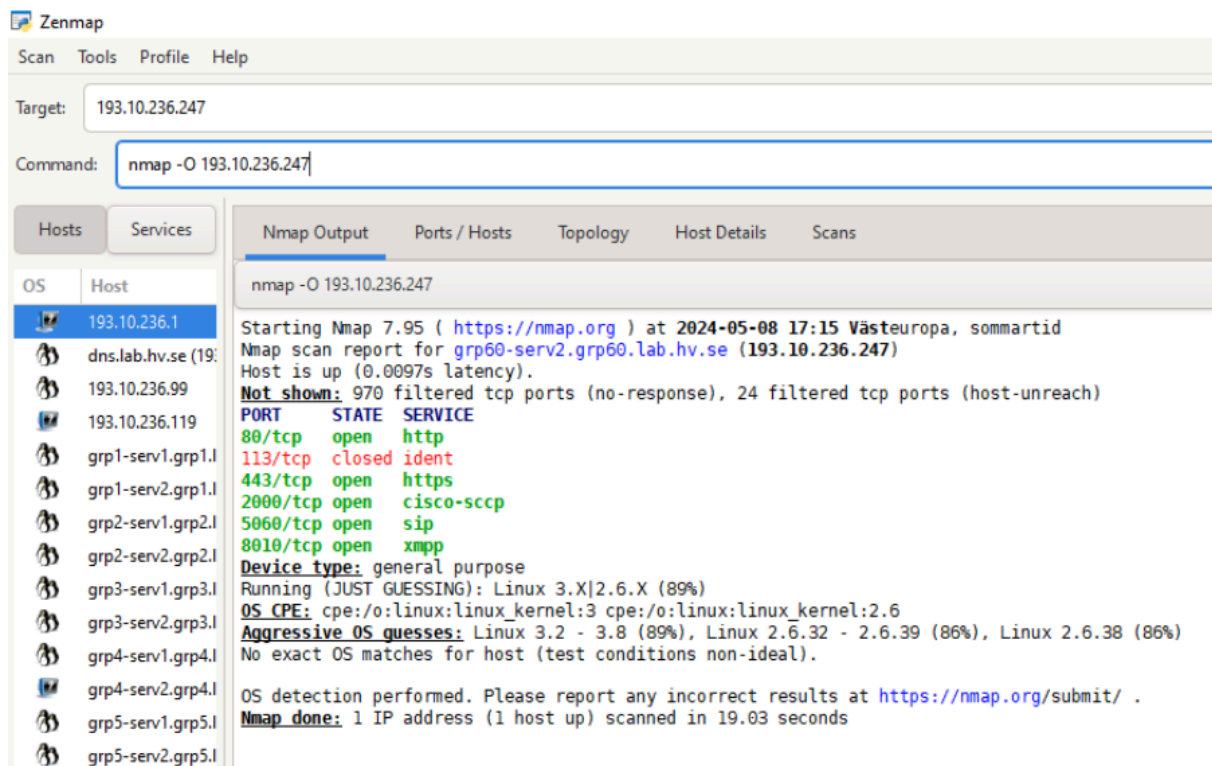 Zenmap
Scan Tools Profile Help
Target: 193.10.236.247
Command: nmap -O 193.10.236.247
Hosts Services
OS Host
193.10.236.1
dns.lab.hv.se (19
193.10.236.99
193.10.236.119
grp1-serv1.grp1.l
grp1-serv2.grp1.l
grp2-serv1.grp2.l
grp2-serv2.grp2.l
grp3-serv1.grp3.l
grp3-serv2.grp3.l
grp4-serv1.grp4.l
grp4-serv2.grp4.l
grp5-serv1.grp5.l
grp5-serv2.grp5.l
Nmap Output Ports / Hosts Topology Host Details Scans
nmap -O 193.10.236.247
Starting Nmap 7.95 ( https://nmap.org ) at 2024-05-08 17:15 Västeuropa, sommartid
Nmap scan report for grp60-serv2.grp60.lab.hv.se (193.10.236.247)
Host is up (0.0097s latency).
Not shown: 970 filtered tcp ports (no-response), 24 filtered tcp ports (host-unreach)
PORT STATE SERVICE
80/tcp open http
113/tcp closed ident
443/tcp open https
2000/tcp open cisco-sccp
5060/tcp open sip
8010/tcp open xmpp
Device type: general purpose
Running (JUST GUESSING): Linux 3.X|2.6.X (89%)
OS CPE: cpe:/o:linux:linux_kernel:3 cpe:/o:linux:linux_kernel:2.6
Aggressive OS guesses: Linux 3.2 - 3.8 (89%), Linux 2.6.32 - 2.6.39 (86%), Linux 2.6.38 (86%)
No exact OS matches for host (test conditions non-ideal).
OS detection performed. Please report any incorrect results at https://nmap.org/submit/ .
Nmap done: 1 IP address (1 host up) scanned in 19.03 seconds